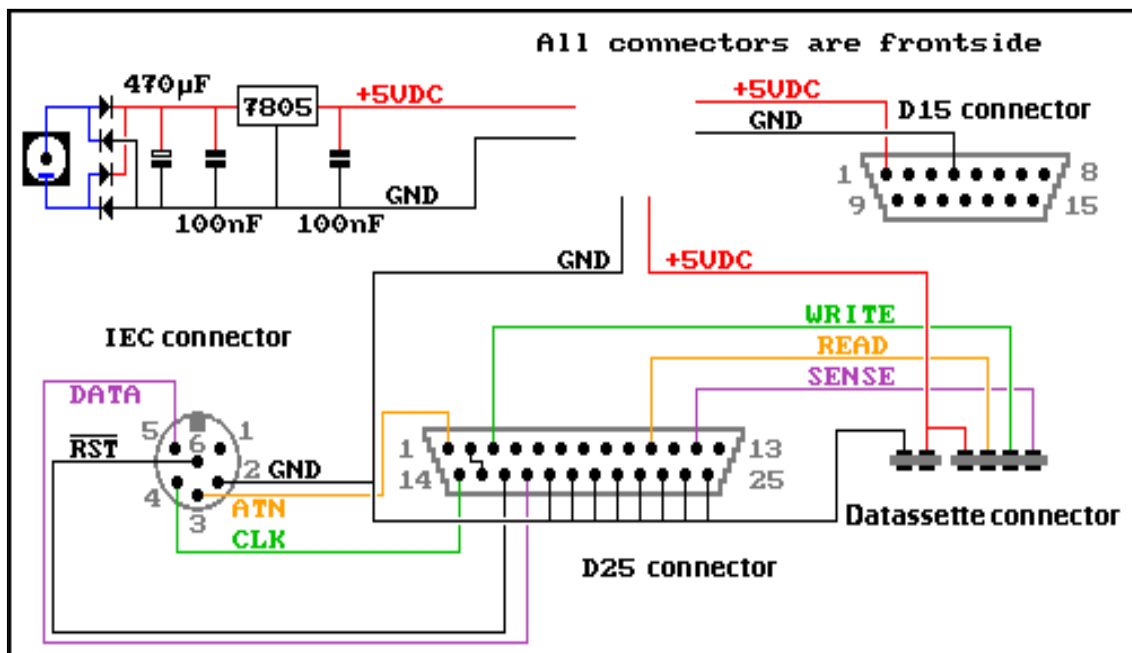 All connectors are frontside
470µF
7805
+5VDC
+5VDC
GND
D15 connector
1
8
9
15
100nF
100nF
GND
GND
+5VDC
IEC connector
WRITE
READ
SENSE
DATA
5
6
1
RST
2
GND
4
3
ATN
CLK
1
13
14
25
Datassette connector
D25 connector